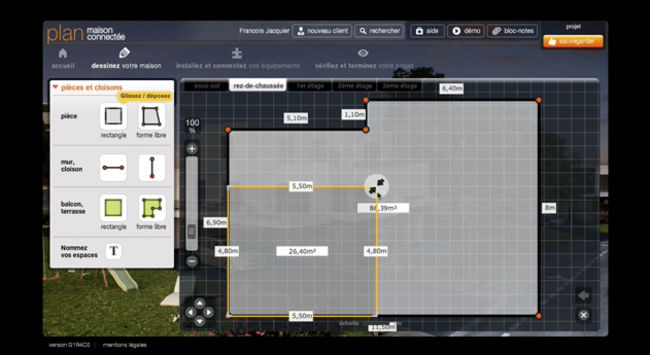 plan maison connectée
Francois Jacquier
nouveau client
rechercher
aide
démo
bloc-notes
projet
sauvegarder
accueil
dessinez votre maison
installez et connectez vos équipements
vérifiez et terminez votre projet
pièces et cloisons
Glissez / déposez
pièce
rectangle
forme libre
mur, cloison
balcon, terrasse
rectangle
forme libre
Nommez vos espaces
T
sous-sol
rez-de-chaussée
1er étage
2ème étage
3ème étage
100 %
6,40m
1,10m
5,10m
5,50m
86,39m²
8m
6,90m
4,80m
26,40m²
4,80m
5,50m
échelle
11,50m
version G1R4C0
mentions légales